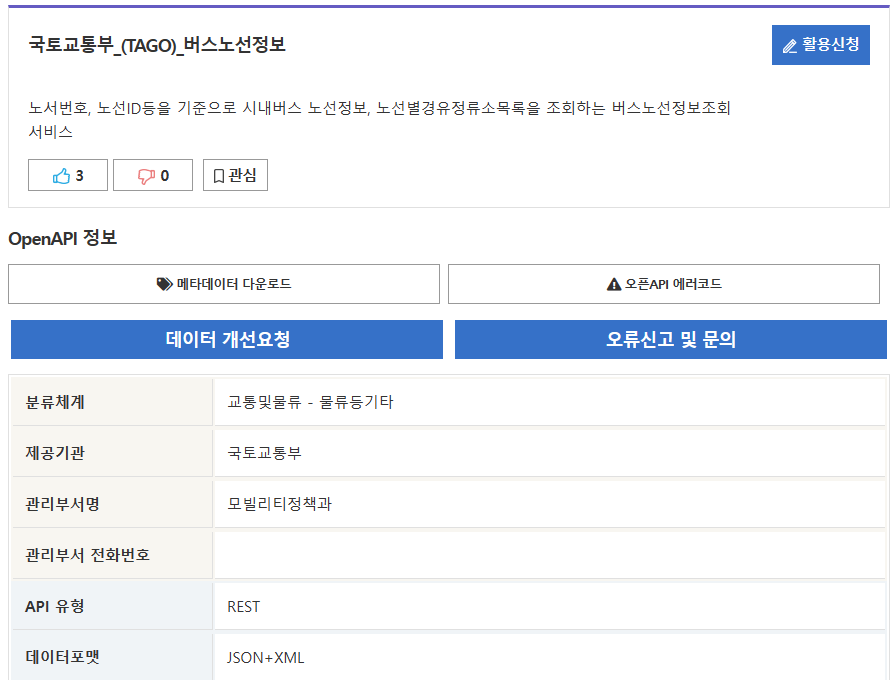 국토교통부_(TAGO)_버스노선정보
활용신청
노서번호, 노선ID등을 기준으로 시내버스 노선정보, 노선별경유정류소목록을 조회하는 버스노선정보조회
서비스
3
0
관심
OpenAPI 정보
메타데이터 다운로드
오픈API 에러코드
데이터 개선요청
오류신고 및 문의
분류체계 교통및물류 - 물류등기타
제공기관 국토교통부
관리부서명 모빌리티정책과
관리부서 전화번호
API 유형 REST
데이터포맷 JSON+XML